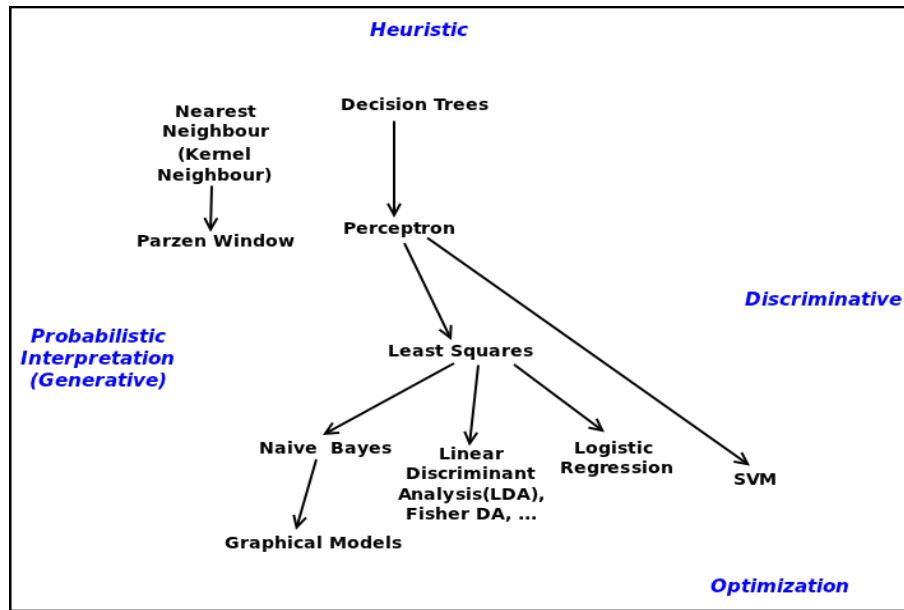 Heuristic
Decision Trees
Nearest
Neighbour
(Kernel
Neighbour)
Perceptron
Parzen Window
Discriminative
Probabilistic
Interpretation
(Generative)
Least Squares
Naive Bayes
Linear
Discriminant
Analysis(LDA),
Fisher DA, ...
Logistic
Regression
SVM
Graphical Models
Optimization